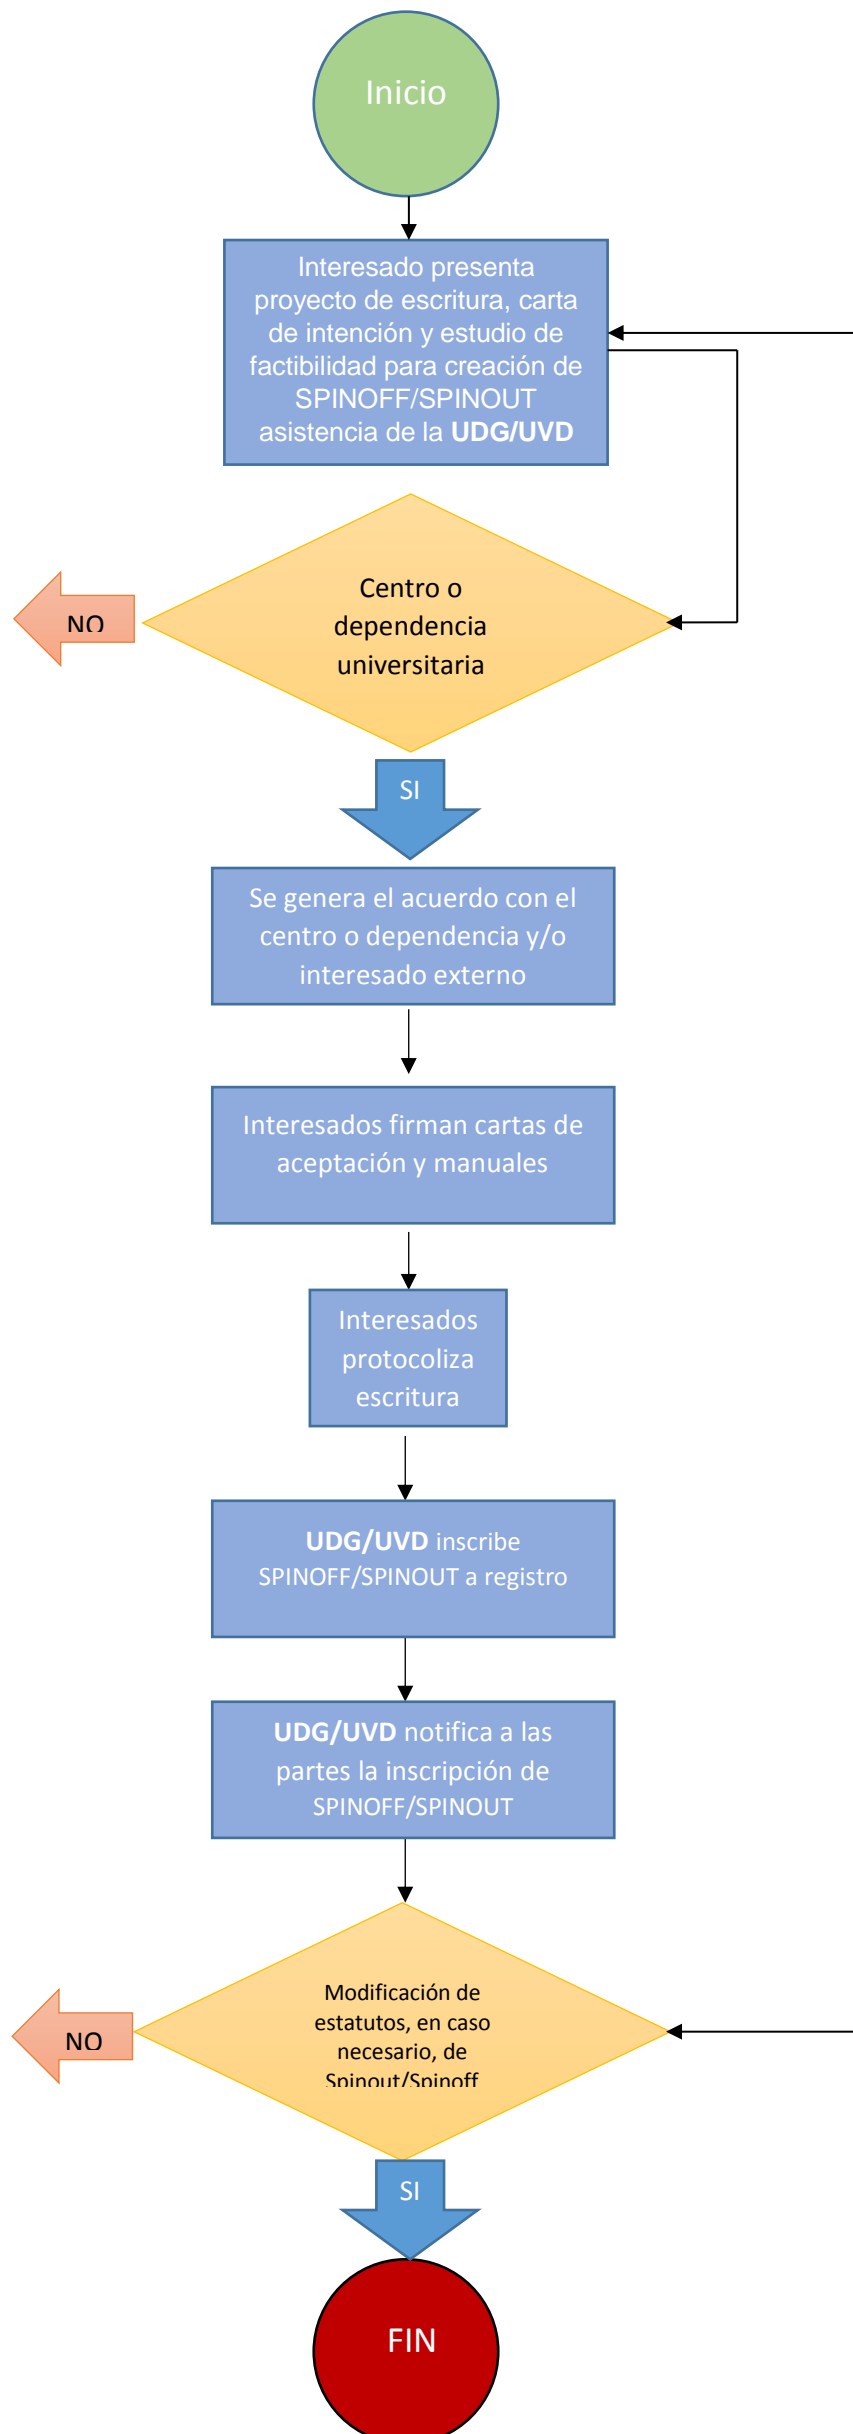 Inicio
Interesado presenta
proyecto de escritura, carta
de intención y estudio de
factibilidad para creación de
SPINOFF/SPINOUT
asistencia de la UDG/UVD
Centro o
dependencia
universitaria
NO
SI
Se genera el acuerdo con el
centro o dependencia y/o
interesado externo
Interesados firman cartas de
aceptación y manuales
Interesados
protocoliza
escritura
UDG/UVD inscribe
SPINOFF/SPINOUT a registro
UDG/UVD notifica a las
partes la inscripción de
SPINOFF/SPINOUT
Modificación de
estatutos, en caso
necesario, de
Spinout/Spinoff
NO
SI
FIN